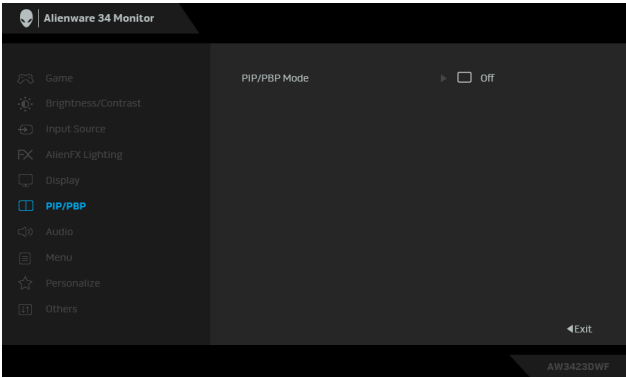 Alienware 34 Monitor
Game
PIP/PBP Mode Off
Brightness/Contrast
Input Source
FX AlienFX Lighting
Display
PIP/PBP
Audio
Menu
Personalize
Others
Exit
AW3423DWF